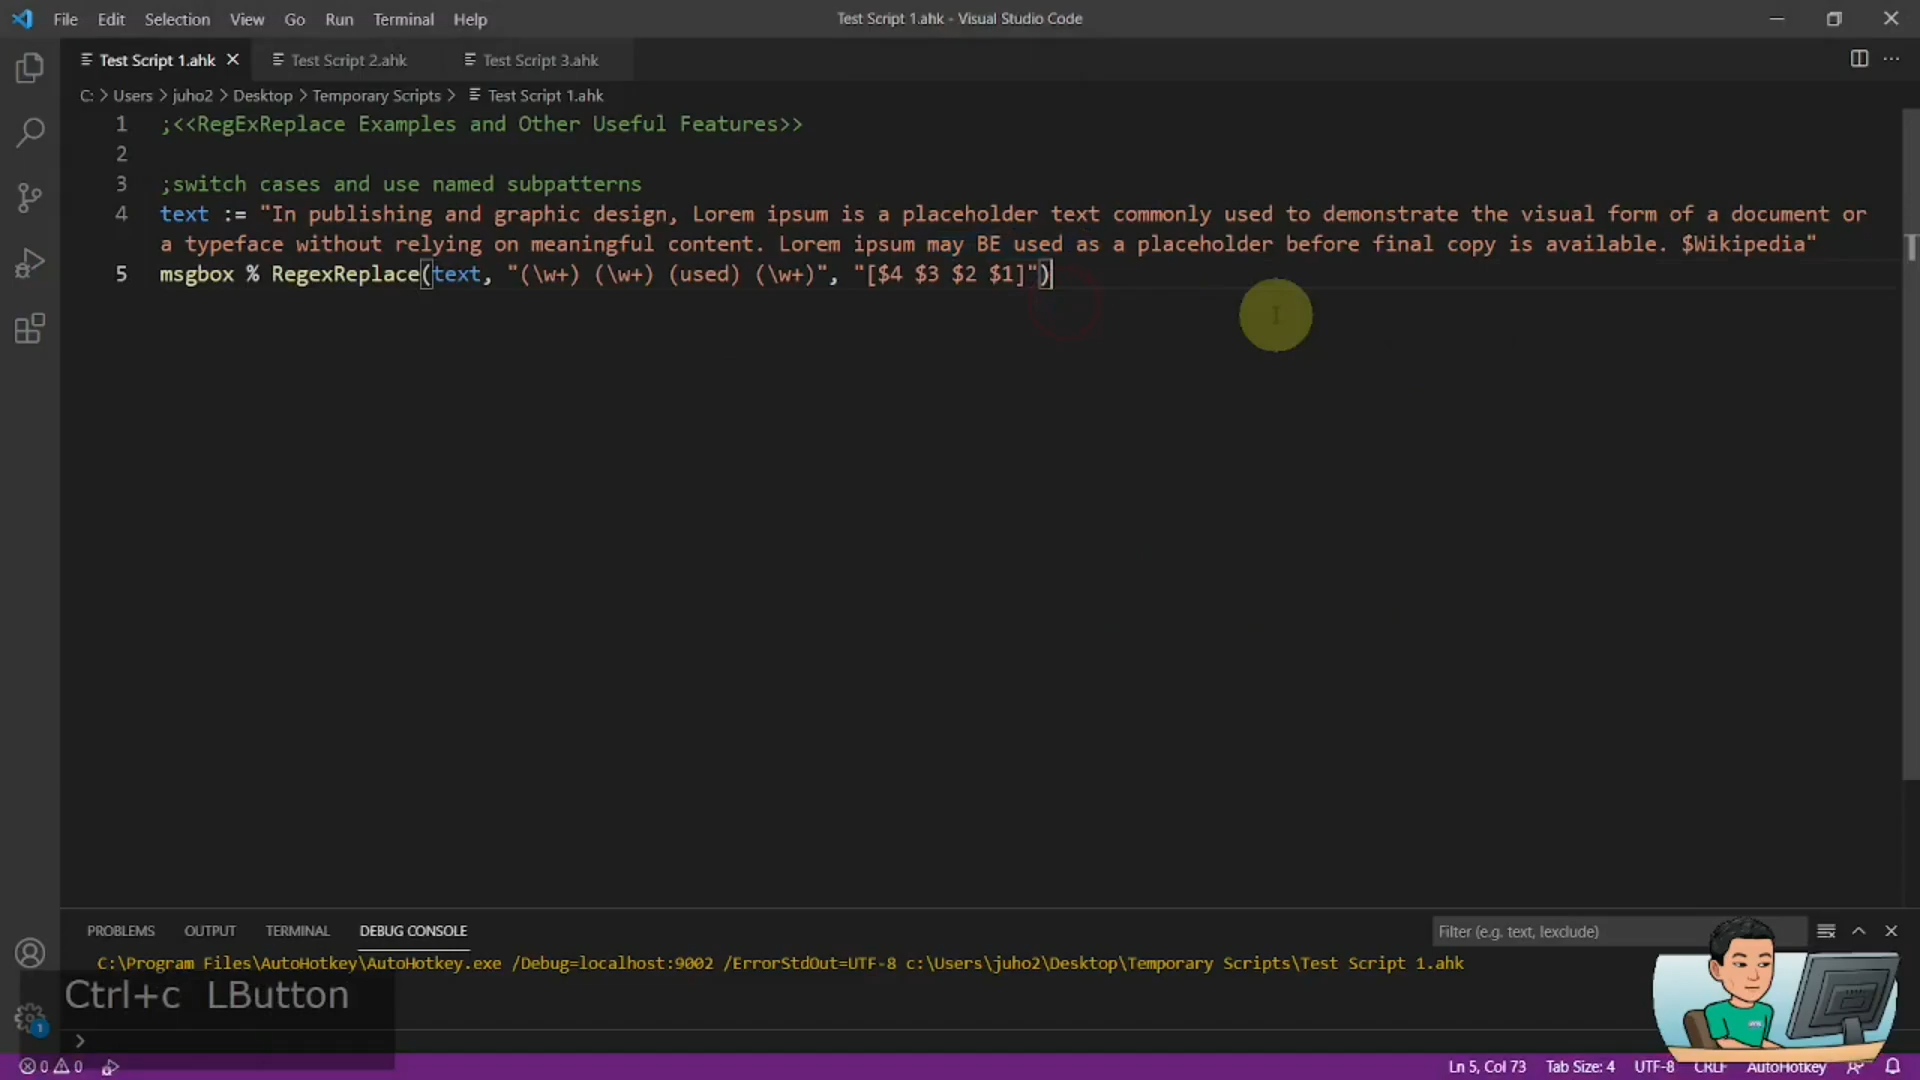 File Edit Selection View Go Run Terminal Help
Test Script 1.ahk - Visual Studio Code
Test Script 1.ahk Test Script 2.ahk Test Script 3.ahk
C: > Users > juho2 > Desktop > Temporary Scripts > Test Script 1.ahk
1 ;<<RegExReplace Examples and Other Useful Features>>
2
3 ;switch cases and use named subpatterns
4 text := "In publishing and graphic design, Lorem ipsum is a placeholder text commonly used to demonstrate the visual form of a document or
a typeface without relying on meaningful content. Lorem ipsum may BE used as a placeholder before final copy is available. $Wikipedia"
5 msgbox % RegexReplace(text, "(\w+) (\w+) (used) (\w+)", "[$4 $3 $2 $1]")
PROBLEMS OUTPUT TERMINAL DEBUG CONSOLE
Filter (e.g. text, !exclude)
C:\Program Files\AutoHotkey\AutoHotkey.exe /Debug=localhost:9002 /ErrorStdOut=UTF-8 c:\Users\juho2\Desktop\Temporary Scripts\Test Script 1.ahk
Ctrl+c LButton
1
>
0 0
Ln 5, Col 73 Tab Size: 4 UTF-8 CRLF AutoHotkey